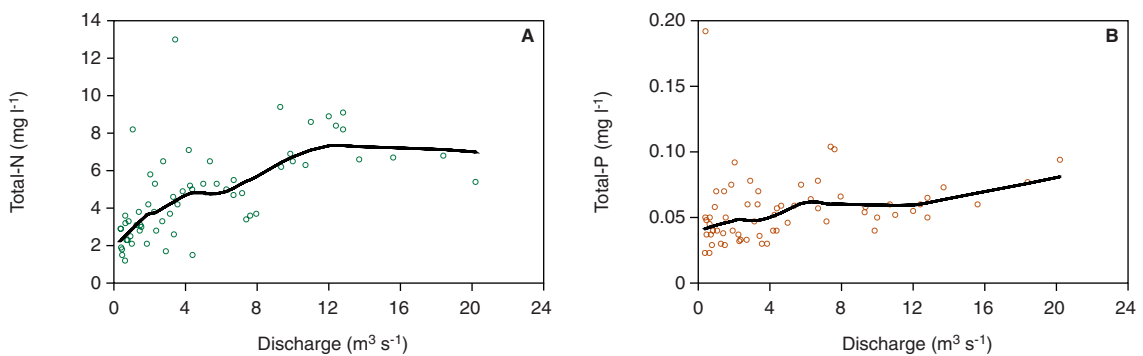 A
Total-N (mg l-1)
14
12
10
8
6
4
2
0
0 4 8 12 16 20 24
Discharge (m³ s-1)
B
Total-P (mg l-1)
0.20
0.15
0.10
0.05
0
0 4 8 12 16 20 24
Discharge (m³ s-1)